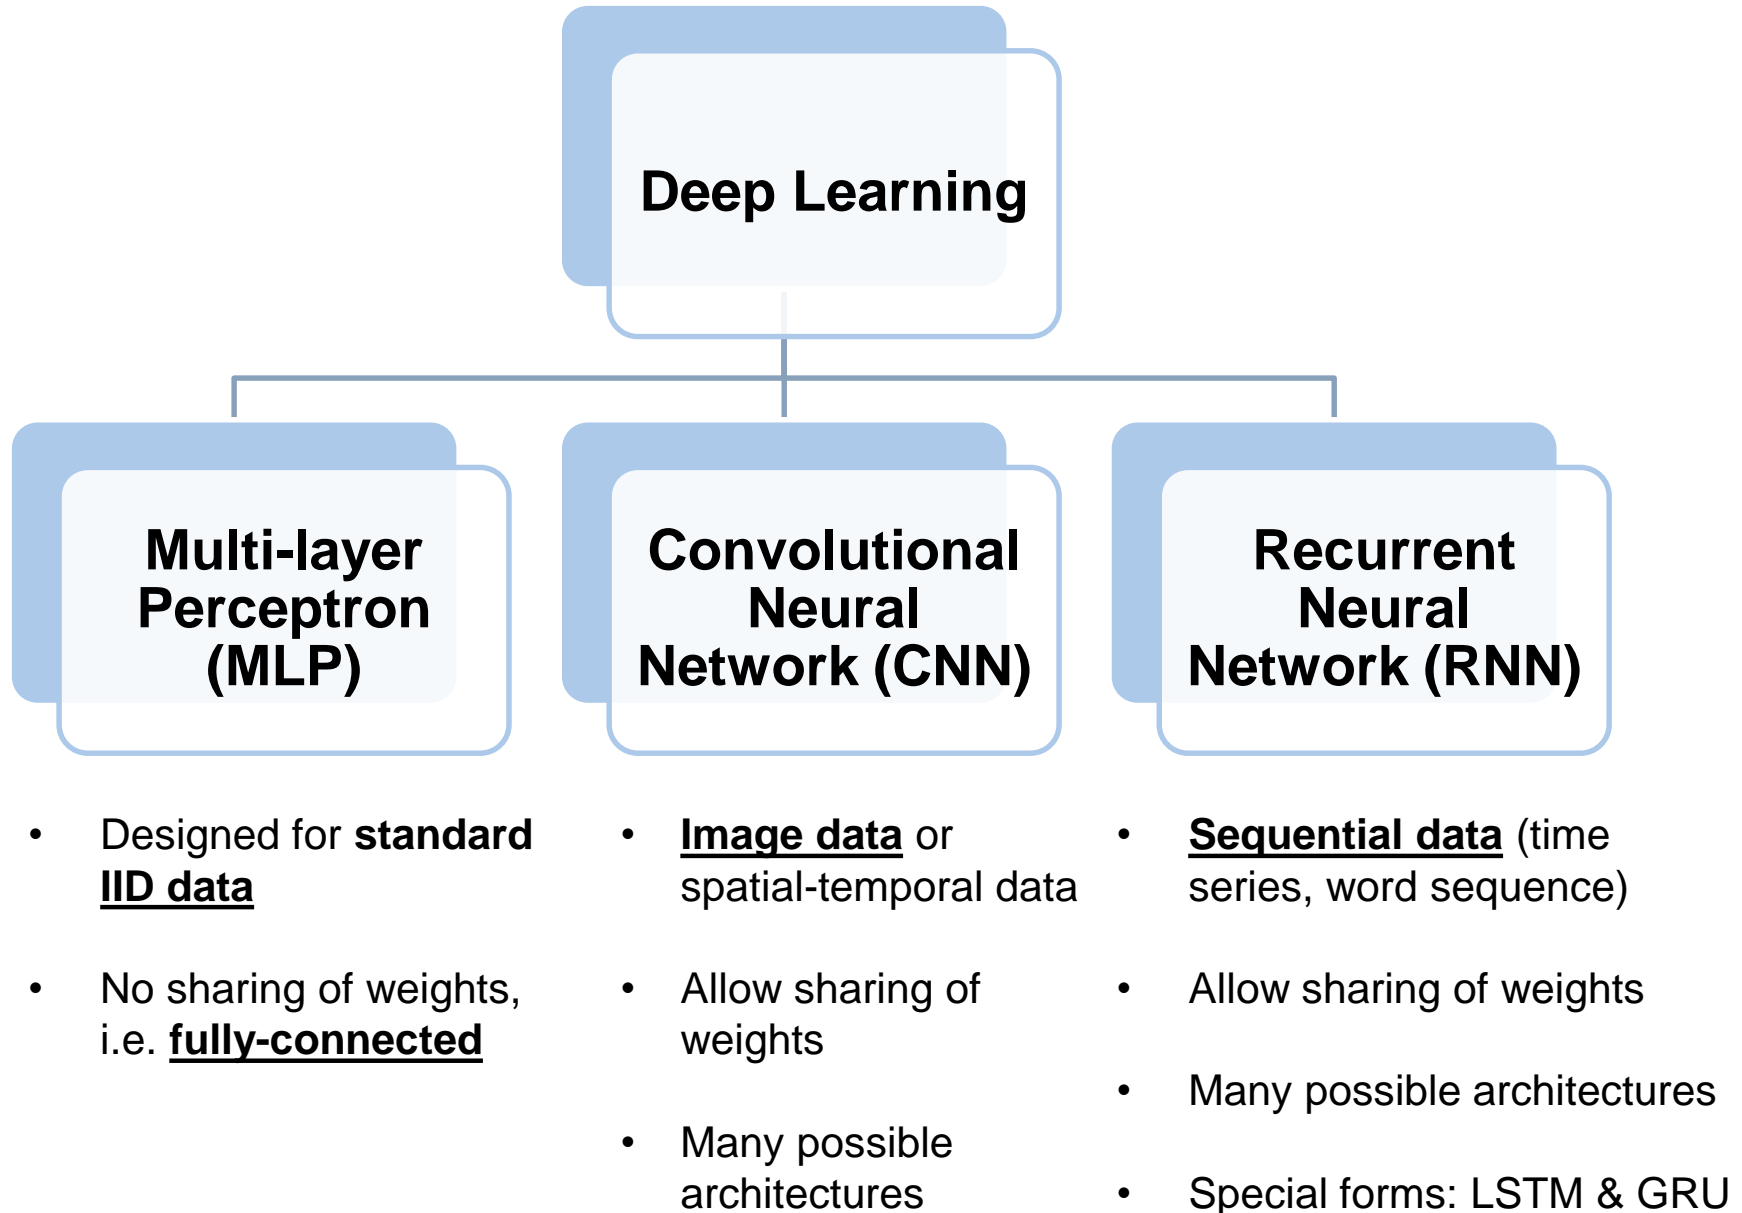 Deep Learning
Multi-layer
Perceptron
(MLP)
Convolutional
Neural
Network (CNN)
Recurrent
Neural
Network (RNN)
• Designed for standard
IID data
• No sharing of weights,
i.e. fully-connected
• Image data or
spatial-temporal data
• Allow sharing of
weights
• Many possible
architectures
• Sequential data (time
series, word sequence)
• Allow sharing of weights
• Many possible architectures
• Special forms: LSTM & GRU